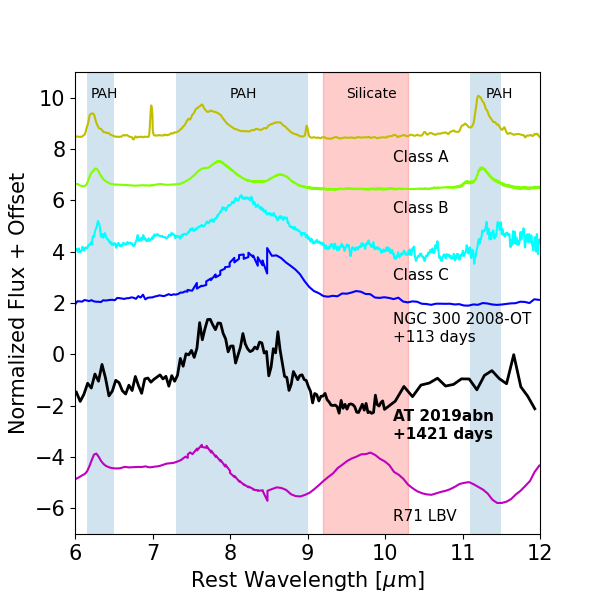 PAH PAH Silicate PAH
Class A
Class B
Class C
NGC 300 2008-OT
+113 days
AT 2019abn
+1421 days
R71 LBV
10
8
6
4
2
0
−2
−4
−6
Normalized Flux + Offset
6 7 8 9 10 11 12
Rest Wavelength [μm]